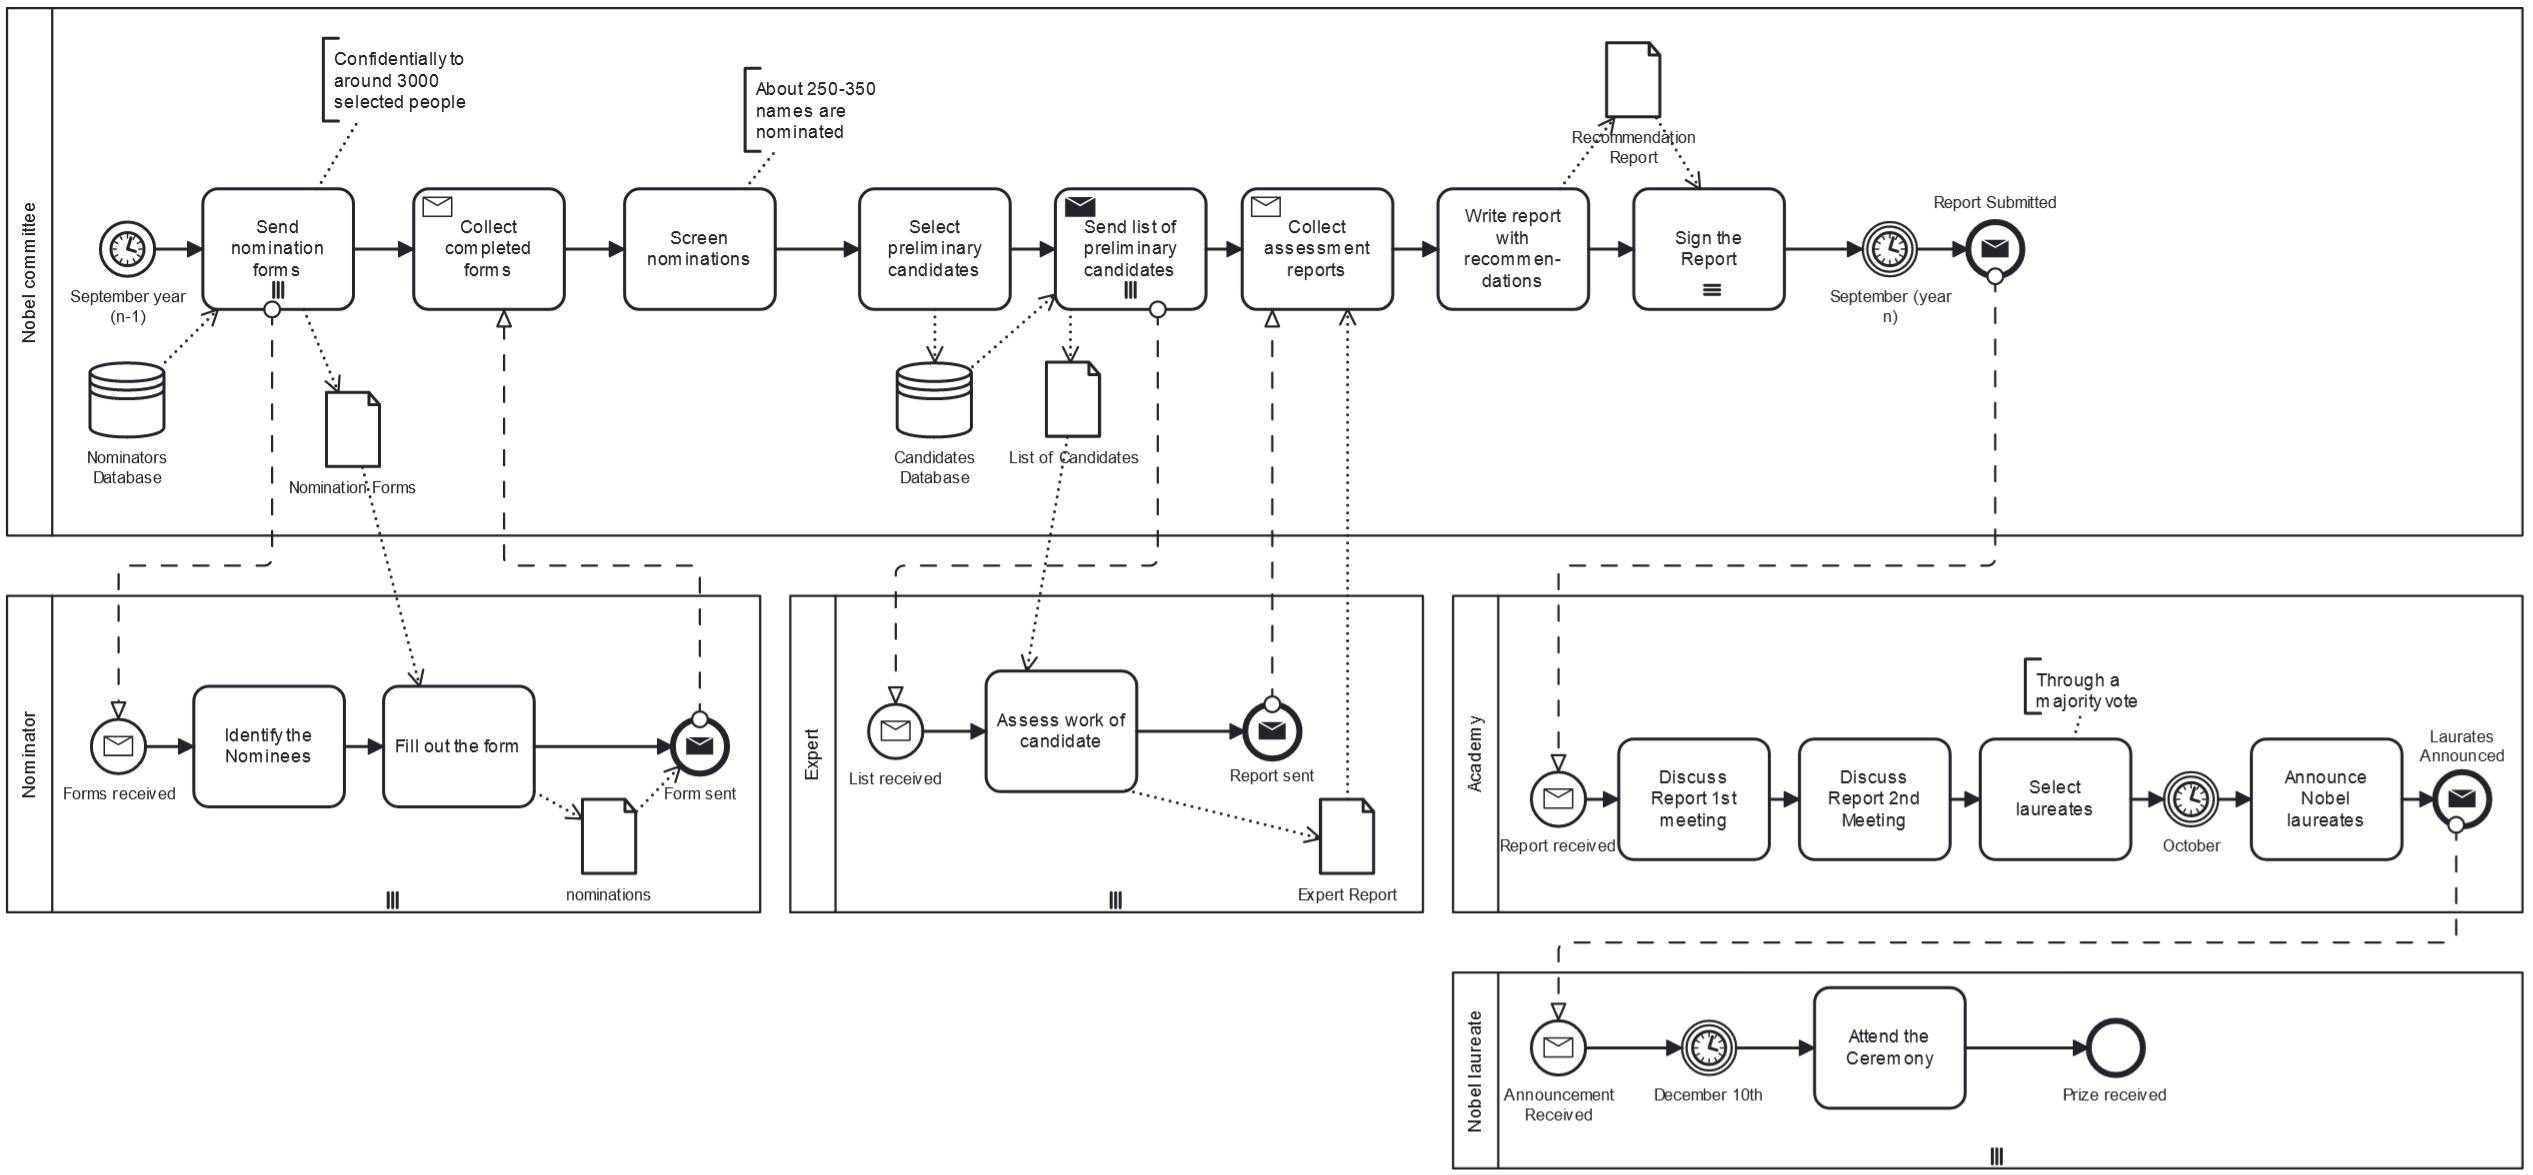 Nobel committee
Confidentially to
around 3000
selected people
About 250-350
names are
nominated
Recommendation
Report
September year
(n-1)
Send
nomination
forms
Collect
completed
forms
Screen
nominations
Select
preliminary
candidates
Send list of
preliminary
candidates
Collect
assessment
reports
Write report
with
recommen-
dations
Sign the
Report
September (year
n)
Report Submitted
Nominators
Database
Nomination Forms
Candidates
Database
List of Candidates
Nominator
Forms received
Identify the
Nominees
Fill out the form
Form sent
nominations
Expert
List received
Assess work of
candidate
Report sent
Expert Report
Academy
Report received
Discuss
Report 1st
meeting
Discuss
Report 2nd
Meeting
Through a
majority vote
Select
laureates
October
Announce
Nobel
laureates
Laurates
Announced
Nobel laureate
Announcement
Received
December 10th
Attend the
Ceremony
Prize received